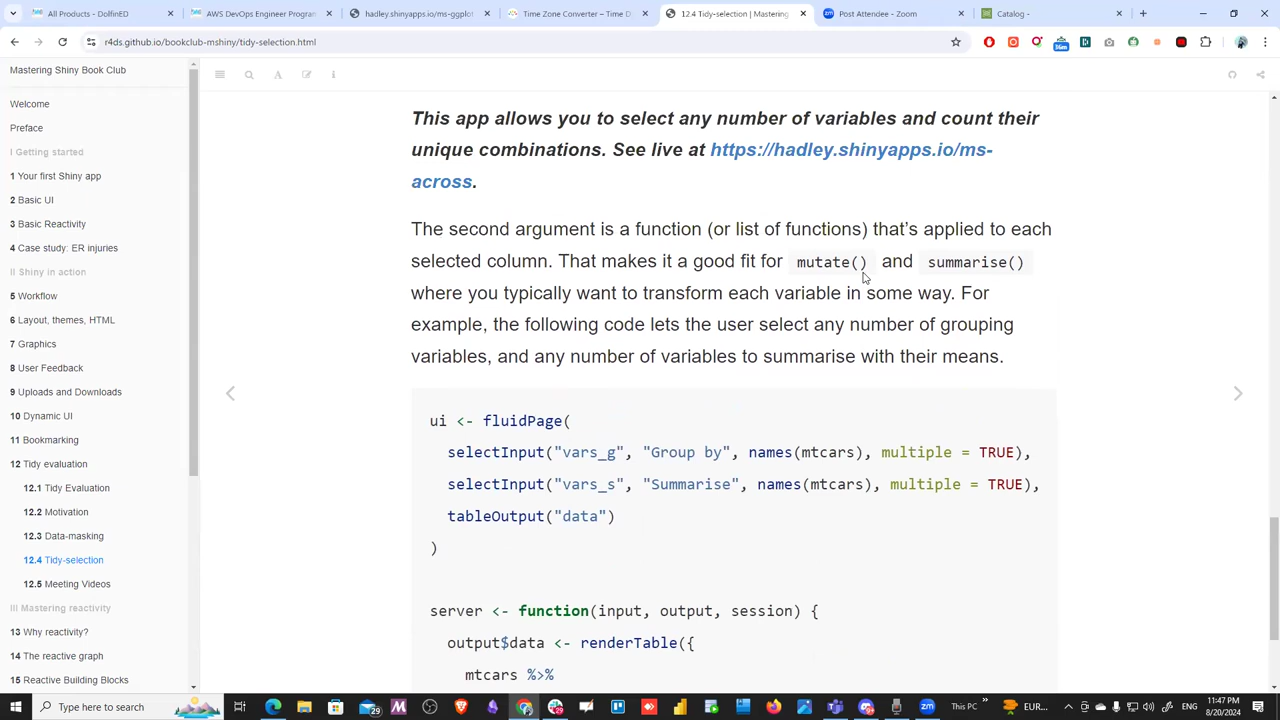 All Products - DolfinED
AWS DevOps Engineer Progran
hadley.shinyapps.io/ms-ggplo
Time Zone Converter – Time D
12.4 Tidy-selection | Mastering
Post Attendee - Zoom
Catalog -
r4ds.github.io/bookclub-mshiny/tidy-selection.html
Mastering Shiny Book Club
Welcome
Preface
I Getting started
1 Your first Shiny app
2 Basic UI
3 Basic Reactivity
4 Case study: ER injuries
II Shiny in action
5 Workflow
6 Layout, themes, HTML
7 Graphics
8 User Feedback
9 Uploads and Downloads
10 Dynamic UI
11 Bookmarking
12 Tidy evaluation
12.1 Tidy Evaluation
12.2 Motivation
12.3 Data-masking
12.4 Tidy-selection
12.5 Meeting Videos
III Mastering reactivity
13 Why reactivity?
14 The reactive graph
15 Reactive Building Blocks
This app allows you to select any number of variables and count their
unique combinations. See live at https://hadley.shinyapps.io/ms-
across.
The second argument is a function (or list of functions) that's applied to each
selected column. That makes it a good fit for mutate() and summarise()
where you typically want to transform each variable in some way. For
example, the following code lets the user select any number of grouping
variables, and any number of variables to summarise with their means.
ui <- fluidPage(
selectInput("vars_g", "Group by", names(mtcars), multiple = TRUE),
selectInput("vars_s", "Summarise", names(mtcars), multiple = TRUE),
tableOutput("data")
)
server <- function(input, output, session) {
output$data <- renderTable({
mtcars %>%
Type here to search
29
This PC
EUR...
11:47 PM
8/20/2024